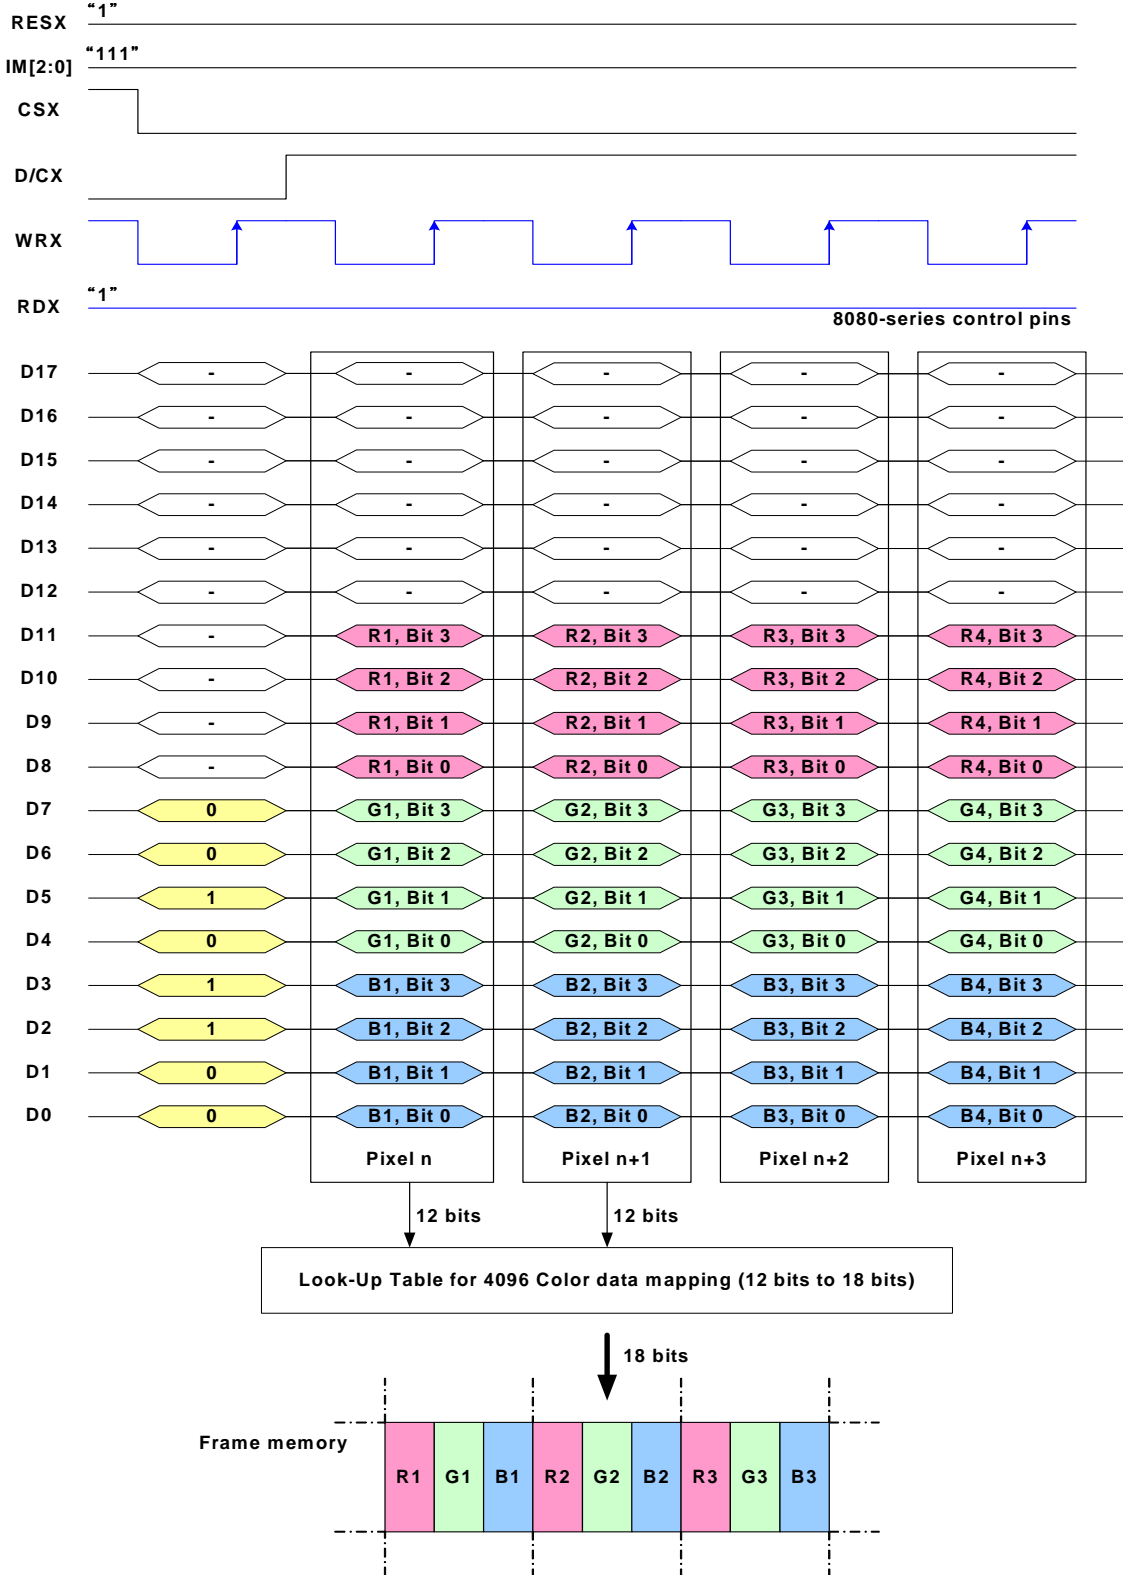 RESX “1”
IM[2:0] “111”
CSX
D/CX
WRX
RDX “1”
8080-series control pins
D17 - - - - -
D16 - - - - -
D15 - - - - -
D14 - - - - -
D13 - - - - -
D12 - - - - -
D11 - R1, Bit 3 R2, Bit 3 R3, Bit 3 R4, Bit 3
D10 - R1, Bit 2 R2, Bit 2 R3, Bit 2 R4, Bit 2
D9 - R1, Bit 1 R2, Bit 1 R3, Bit 1 R4, Bit 1
D8 - R1, Bit 0 R2, Bit 0 R3, Bit 0 R4, Bit 0
D7 0 G1, Bit 3 G2, Bit 3 G3, Bit 3 G4, Bit 3
D6 0 G1, Bit 2 G2, Bit 2 G3, Bit 2 G4, Bit 2
D5 1 G1, Bit 1 G2, Bit 1 G3, Bit 1 G4, Bit 1
D4 0 G1, Bit 0 G2, Bit 0 G3, Bit 0 G4, Bit 0
D3 1 B1, Bit 3 B2, Bit 3 B3, Bit 3 B4, Bit 3
D2 1 B1, Bit 2 B2, Bit 2 B3, Bit 2 B4, Bit 2
D1 0 B1, Bit 1 B2, Bit 1 B3, Bit 1 B4, Bit 1
D0 0 B1, Bit 0 B2, Bit 0 B3, Bit 0 B4, Bit 0
Pixel n Pixel n+1 Pixel n+2 Pixel n+3
12 bits 12 bits
Look-Up Table for 4096 Color data mapping (12 bits to 18 bits)
18 bits
Frame memory
R1 G1 B1 R2 G2 B2 R3 G3 B3